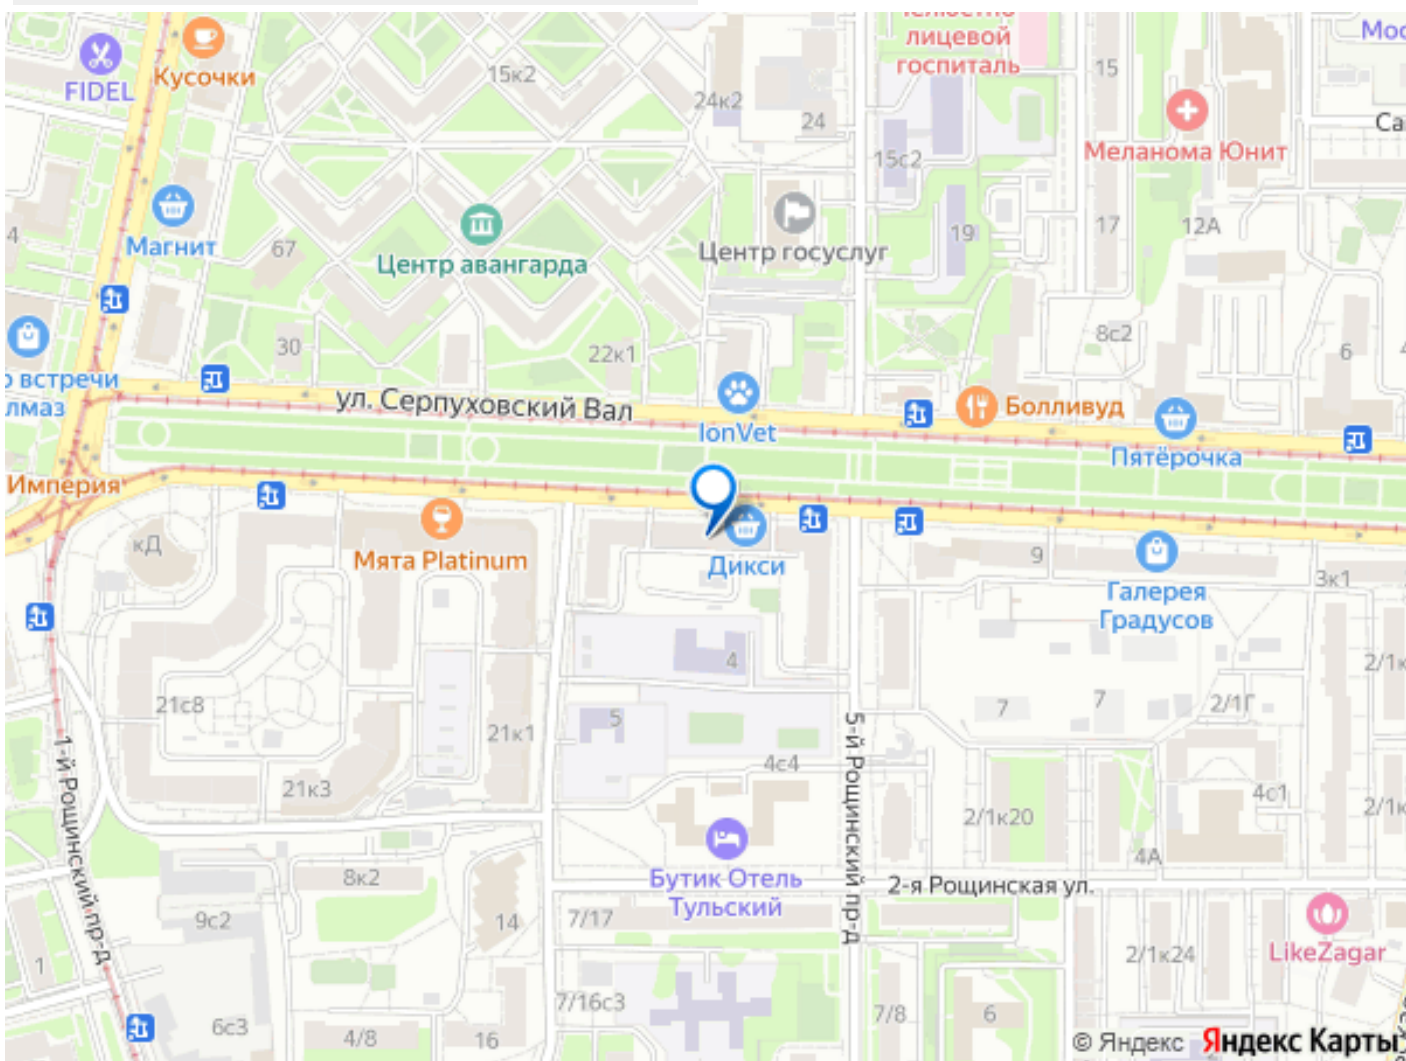 лицевой
госпиталь
Мос
FIDEL
Кусочки
15к2
24к2
24
15
15с2
Са
Меланома Юнит
4
Магнит
67
Центр авангарда
Центр госуслуг
19
17
12А
30
22к1
8с2
6
о встречи
лмаз
ул. Серпуховский Вал
IonVet
Болливуд
Пятёрочка
Империя
кД
Мята Platinum
Дикси
9
Галерея
Градусов
3к1
4
2/1к
21с8
21к1
5
7
7
2/1Г
21к3
4с4
2/1к20
4с1
2/1к
1-й Рощинский пр-д
5-й Рощинский пр-д
4А
8к2
Бутик Отель
Тульский
2-я Рощинская ул.
9с2
14
7/17
1
2/1к24
LikeZagar
7/16с3
6с3
4/8
16
7/8
6
© Яндекс Яндекс Карты